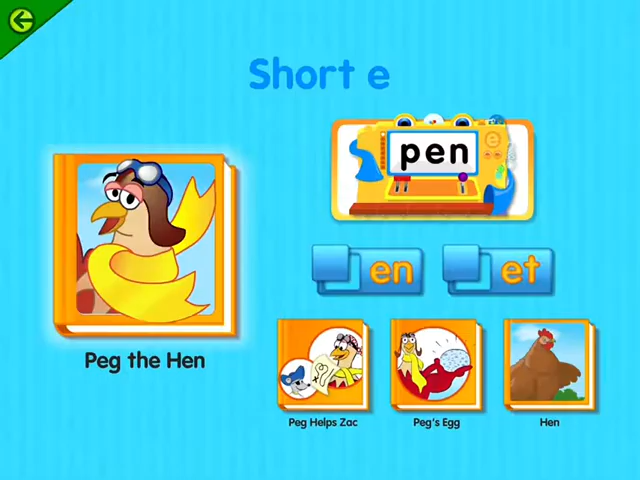 Short e
pen
e
en
et
Peg the Hen
Peg Helps Zac
Peg's Egg
Hen